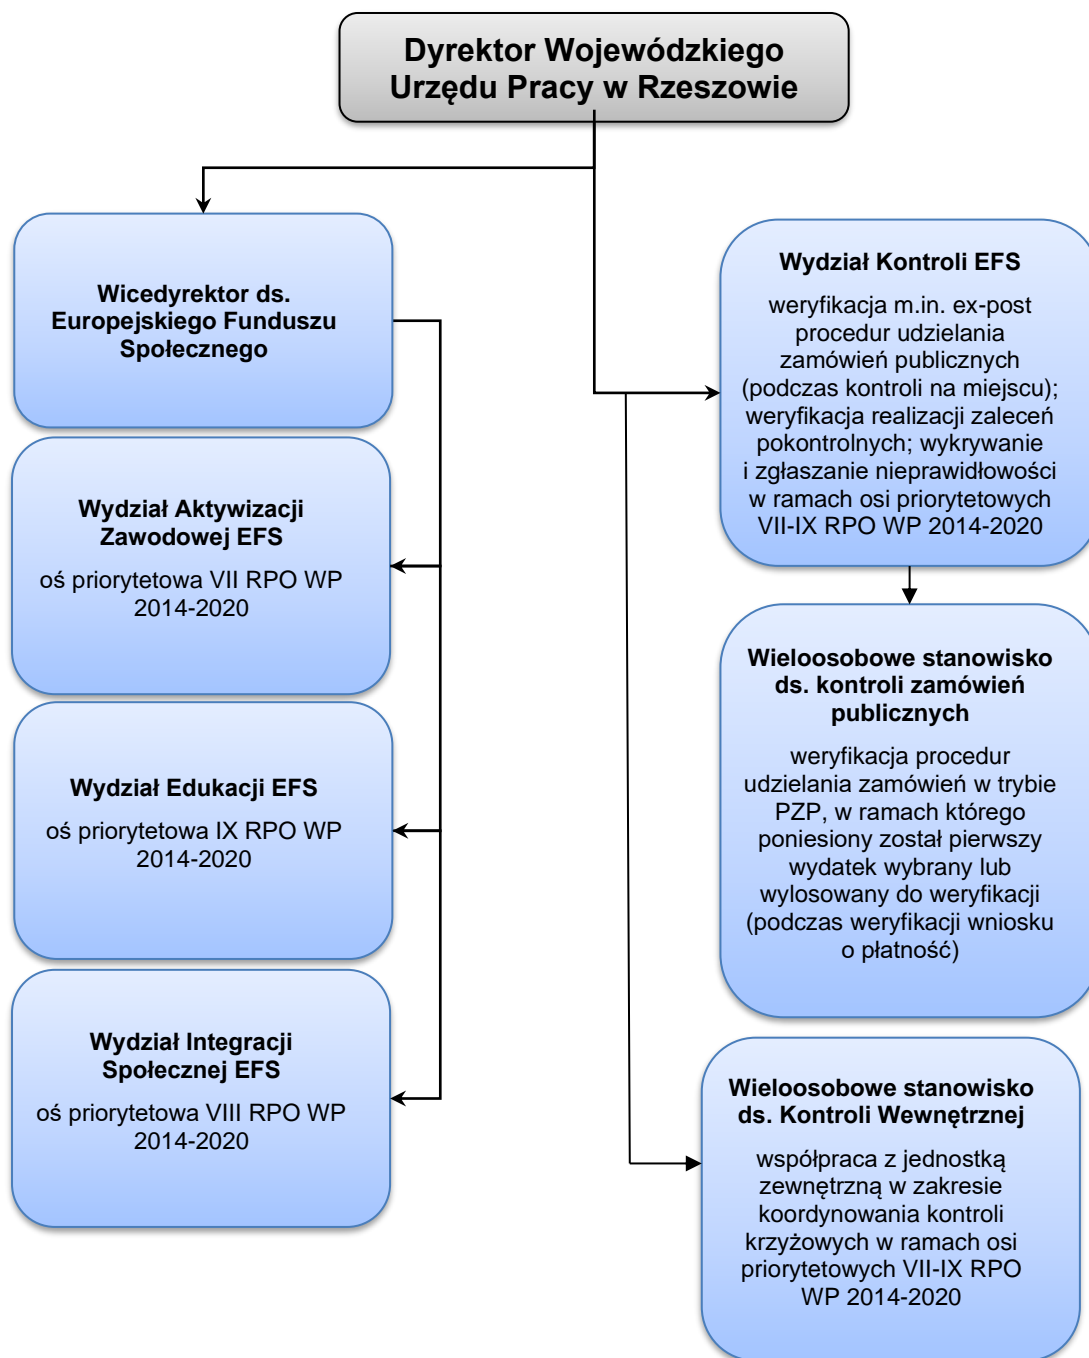 Dyrektor Wojewódzkiego
Urzędu Pracy w Rzeszowie
Wicedyrektor ds.
Europejskiego Funduszu
Społecznego
Wydział Aktywizacji
Zawodowej EFS
oś priorytetowa VII RPO WP
2014-2020
Wydział Edukacji EFS
oś priorytetowa IX RPO WP
2014-2020
Wydział Integracji
Społecznej EFS
oś priorytetowa VIII RPO WP
2014-2020
Wydział Kontroli EFS
weryfikacja m.in. ex-post
procedur udzielania
zamówień publicznych
(podczas kontroli na miejscu);
weryfikacja realizacji zaleceń
pokontrolnych; wykrywanie
i zgłaszanie nieprawidłowości
w ramach osi priorytetowych
VII-IX RPO WP 2014-2020
Wieloosobowe stanowisko
ds. kontroli zamówień
publicznych
weryfikacja procedur
udzielania zamówień w trybie
PZP, w ramach którego
poniesiony został pierwszy
wydatek wybrany lub
wylosowany do weryfikacji
(podczas weryfikacji wniosku
o płatność)
Wieloosobowe stanowisko
ds. Kontroli Wewnętrznej
współpraca z jednostką
zewnętrzną w zakresie
koordynowania kontroli
krzyżowych w ramach osi
priorytetowych VII-IX RPO
WP 2014-2020